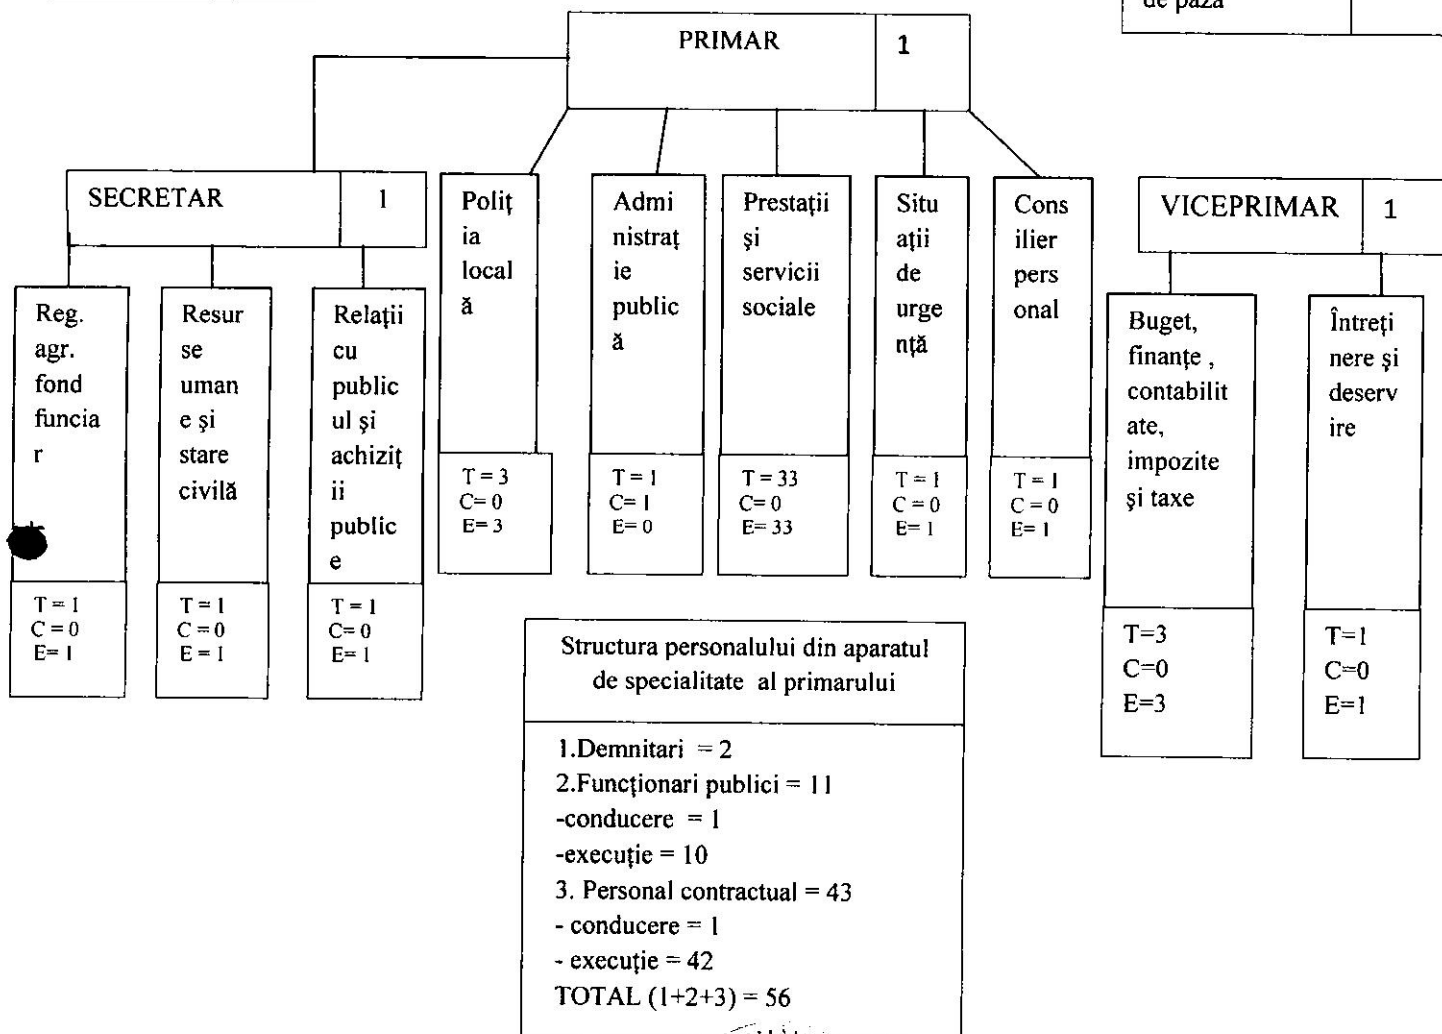 de paza
PRIMAR 1
SECRETAR 1
Poliț
ia
local
ă
T = 3
C= 0
E= 3
Admi
nistraț
ie
public
ă
T = 1
C= 1
E= 0
Prestații
și
servicii
sociale
T = 33
C=0
E= 33
Situ
ații
de
urge
nță
T = 1
C = 0
E= 1
Cons
ilier
pers
onal
T = 1
C = 0
E= 1
VICEPRIMAR 1
Reg.
agr.
fond
funcia
r
T = 1
C = 0
E= 1
Resur
se
uman
e și
stare
civilă
T = 1
C = 0
E = 1
Relații
cu
public
ul și
achiziț
ii
public
e
T = 1
C= 0
E= 1
Buget,
finanțe ,
contabilit
ate,
impozite
și taxe
T=3
C=0
E=3
Întreți
nere și
deserv
ire
T=1
C=0
E=1
Structura personalului din aparatul
de specialitate al primarului
1.Demnitari = 2
2.Funcționari publici = 11
-conducere = 1
-execuție = 10
3. Personal contractual = 43
- conducere = 1
- execuție = 42
TOTAL (1+2+3) = 56